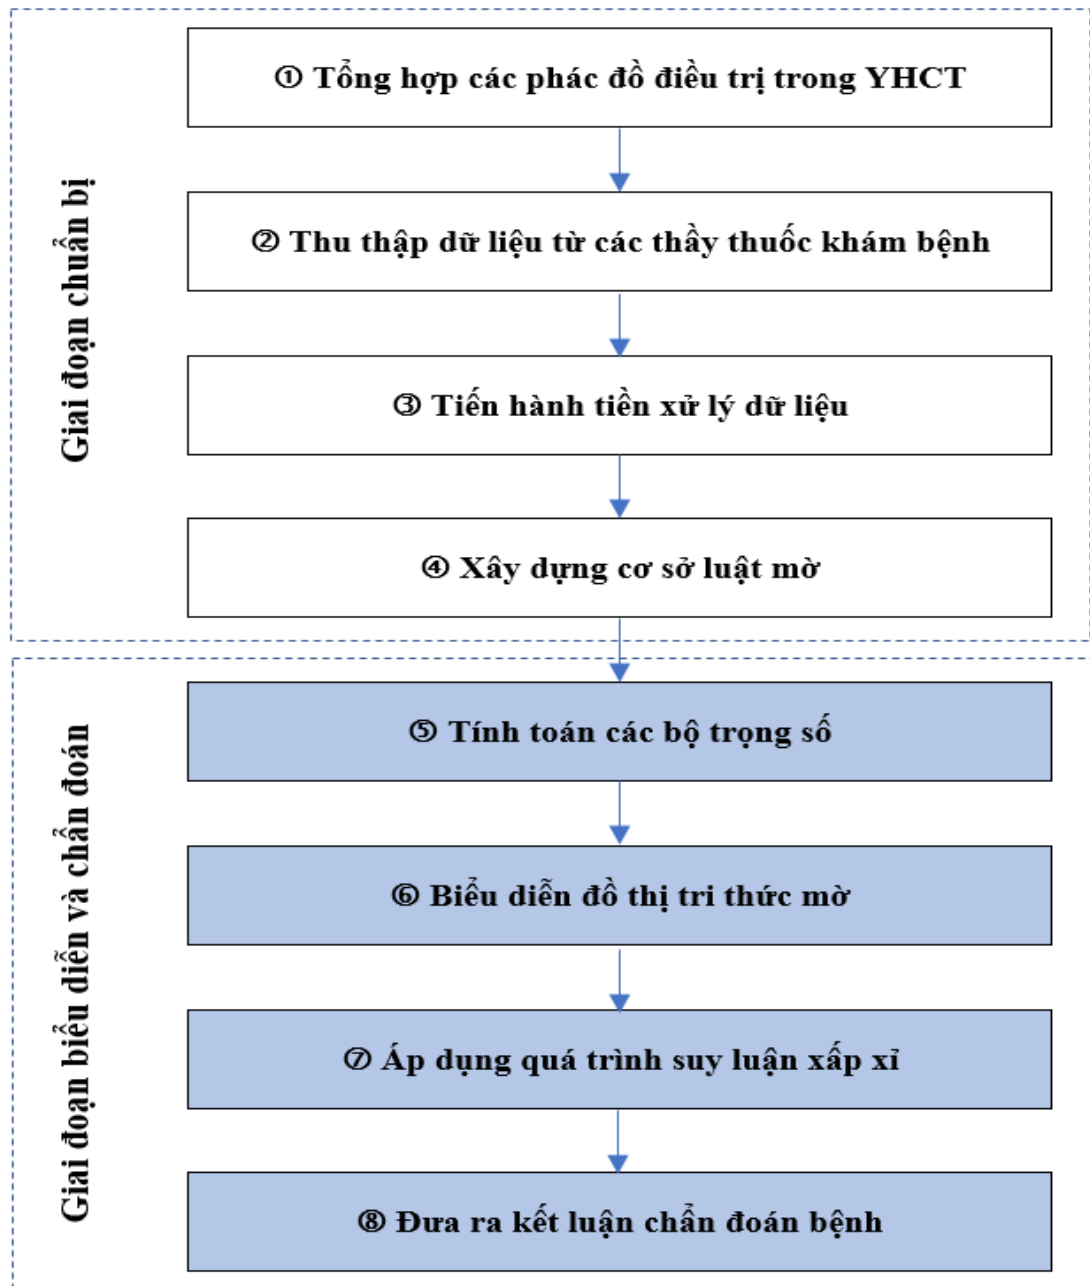 Giai đoạn chuẩn bị
① Tổng hợp các phác đồ điều trị trong YHCT
② Thu thập dữ liệu từ các thầy thuốc khám bệnh
③ Tiến hành tiền xử lý dữ liệu
④ Xây dựng cơ sở luật mờ
Giai đoạn biểu diễn và chẩn đoán
⑤ Tính toán các bộ trọng số
⑥ Biểu diễn đồ thị tri thức mờ
⑦ Áp dụng quá trình suy luận xấp xỉ
⑧ Đưa ra kết luận chẩn đoán bệnh